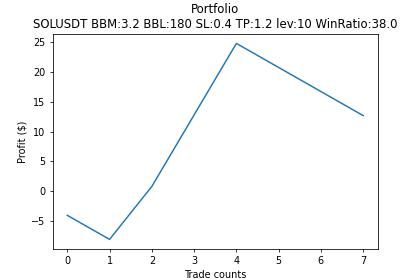 Portfolio
SOLUSDT BBM:3.2 BBL:180 SL:0.4 TP:1.2 lev:10 WinRatio:38.0
25
20
15
10
5
0
−5
Profit ($)
0 1 2 3 4 5 6 7
Trade counts